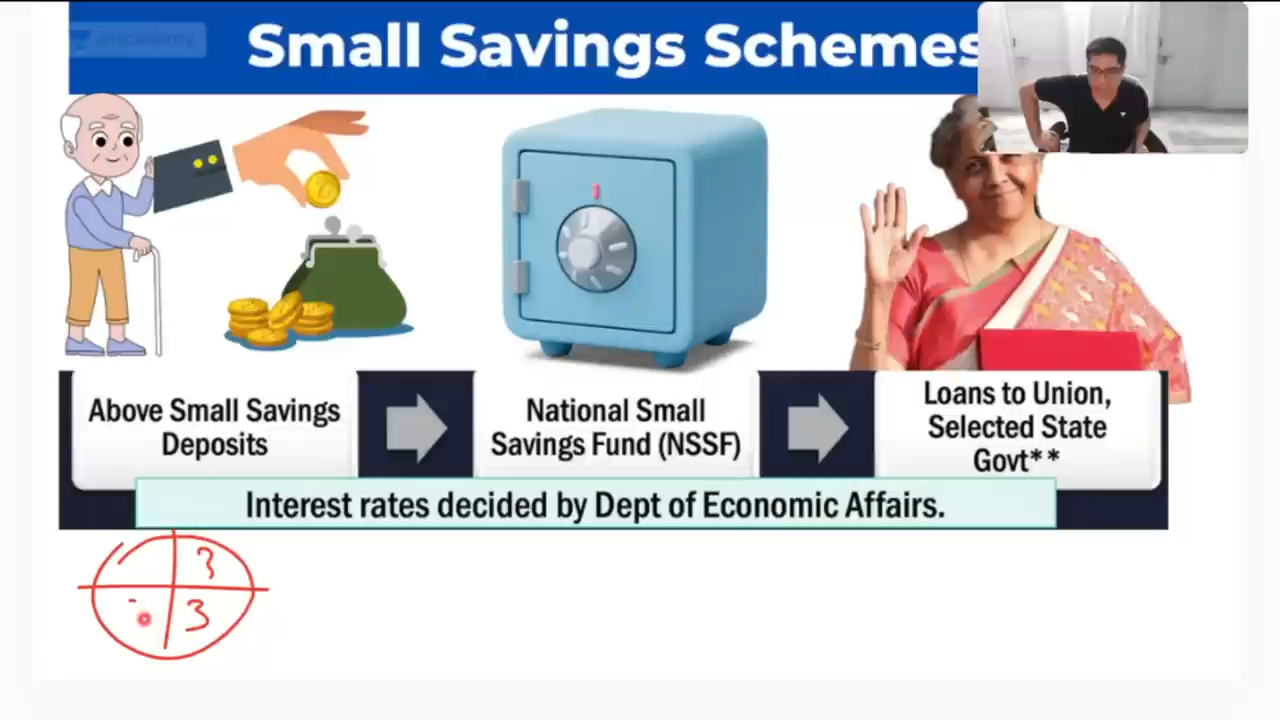 unacademy
Small Savings Schemes
Above Small Savings
Deposits
National Small
Savings Fund (NSSF)
Loans to Union,
Selected State
Govt**
Interest rates decided by Dept of Economic Affairs.
3
3